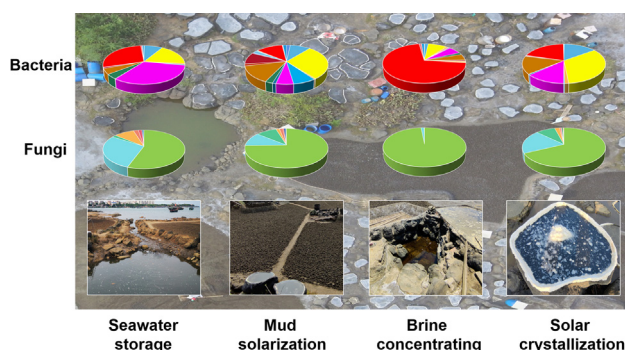 Bacteria
Fungi
Seawater
storage
Mud
solarization
Brine
concentrating
Solar
crystallization